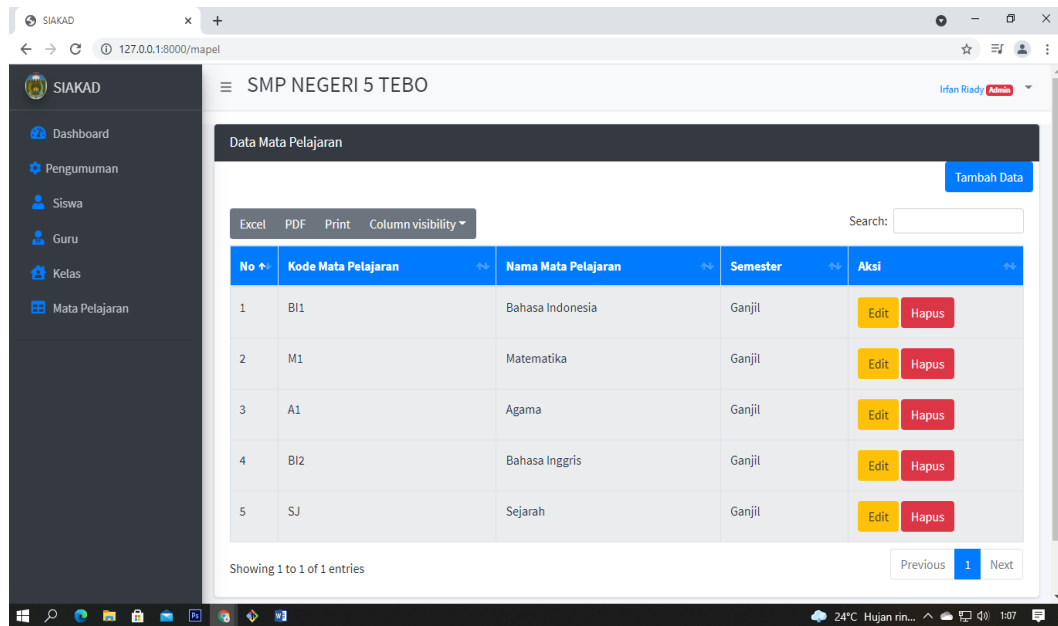 SIAKAD
127.0.0.1:8000/mapel
SIAKAD
SMP NEGERI 5 TEBO
Irfan Riady Admin
Dashboard
Pengumuman
Siswa
Guru
Kelas
Mata Pelajaran
Data Mata Pelajaran
Tambah Data
Excel PDF Print Column visibility
Search:
No Kode Mata Pelajaran Nama Mata Pelajaran Semester Aksi
1 BI1 Bahasa Indonesia Ganjil Edit Hapus
2 M1 Matematika Ganjil Edit Hapus
3 A1 Agama Ganjil Edit Hapus
4 BI2 Bahasa Inggris Ganjil Edit Hapus
5 SJ Sejarah Ganjil Edit Hapus
Showing 1 to 1 of 1 entries
Previous 1 Next
Ps W 24°C Hujan rin... 1:07